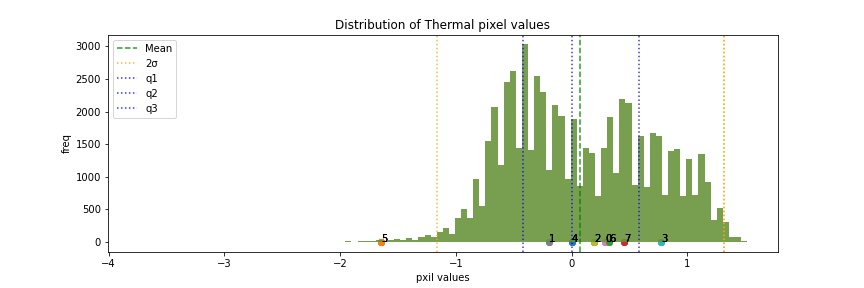 Distribution of Thermal pixel values
Mean
2σ
q1
q2
q3
3000
2500
2000
1500
1000
500
0
freq
5
1
4
2
0
6
7
3
−4
−3
−2
−1
0
1
pxil values